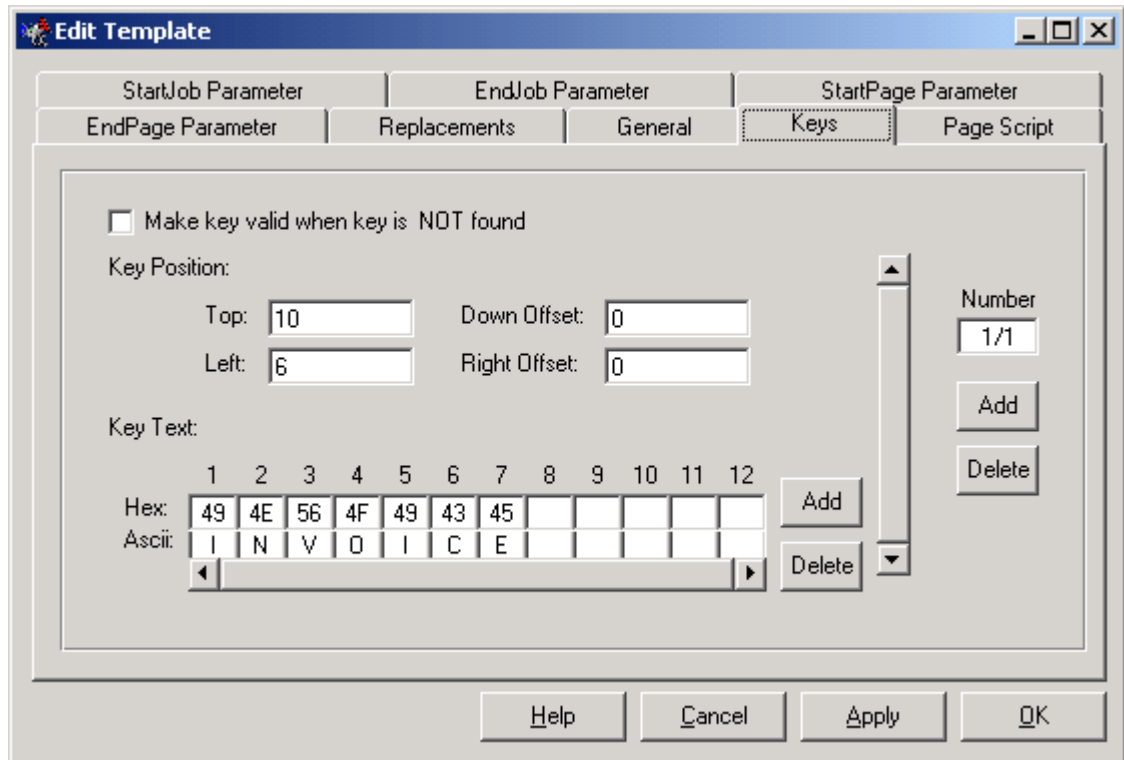 Edit Template
StartJob Parameter EndJob Parameter StartPage Parameter
EndPage Parameter Replacements General Keys Page Script
Make key valid when key is NOT found
Key Position:
Top: 10 Down Offset: 0
Left: 6 Right Offset: 0
Number
1/1
Add
Delete
Key Text:
1 2 3 4 5 6 7 8 9 10 11 12
Hex: 49 4E 56 4F 49 43 45
Ascii: I N V O I C E
Add
Delete
Help Cancel Apply OK